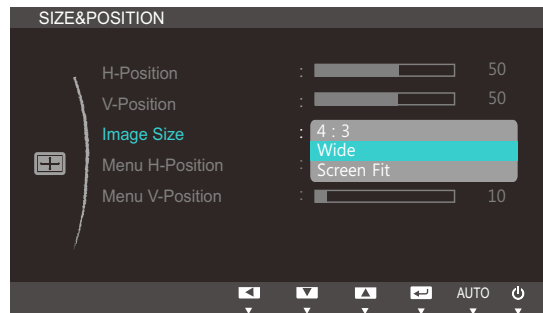 SIZE&POSITION
H-Position : 50
V-Position : 50
Image Size : 4 : 3
Wide
Menu H-Position : Screen Fit
Menu V-Position : 10
AUTO